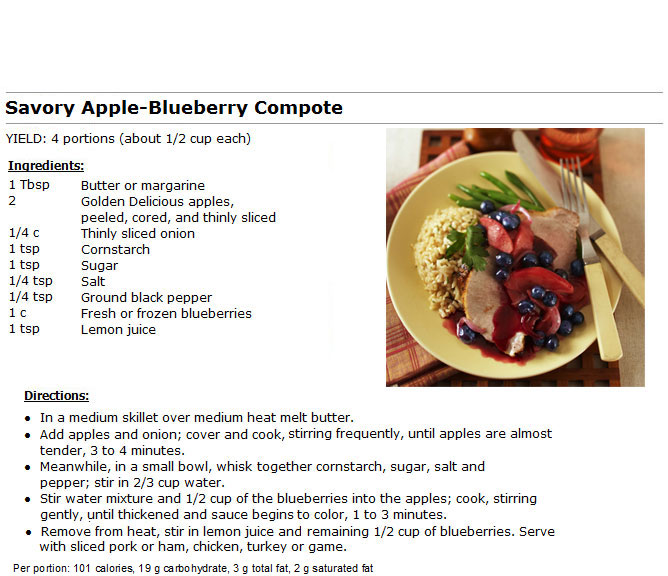 Savory Apple-Blueberry Compote
YIELD: 4 portions (about 1/2 cup each)
Ingredients:
1 Tbsp Butter or margarine
2 Golden Delicious apples,
peeled, cored, and thinly sliced
1/4 c Thinly sliced onion
1 tsp Cornstarch
1 tsp Sugar
1/4 tsp Salt
1/4 tsp Ground black pepper
1 c Fresh or frozen blueberries
1 tsp Lemon juice
Directions:
• In a medium skillet over medium heat melt butter.
• Add apples and onion; cover and cook, stirring frequently, until apples are almost
tender, 3 to 4 minutes.
• Meanwhile, in a small bowl, whisk together cornstarch, sugar, salt and
pepper; stir in 2/3 cup water.
• Stir water mixture and 1/2 cup of the blueberries into the apples; cook, stirring
gently, until thickened and sauce begins to color, 1 to 3 minutes.
• Remove from heat, stir in lemon juice and remaining 1/2 cup of blueberries. Serve
with sliced pork or ham, chicken, turkey or game.
Per portion: 101 calories, 19 g carbohydrate, 3 g total fat, 2 g saturated fat